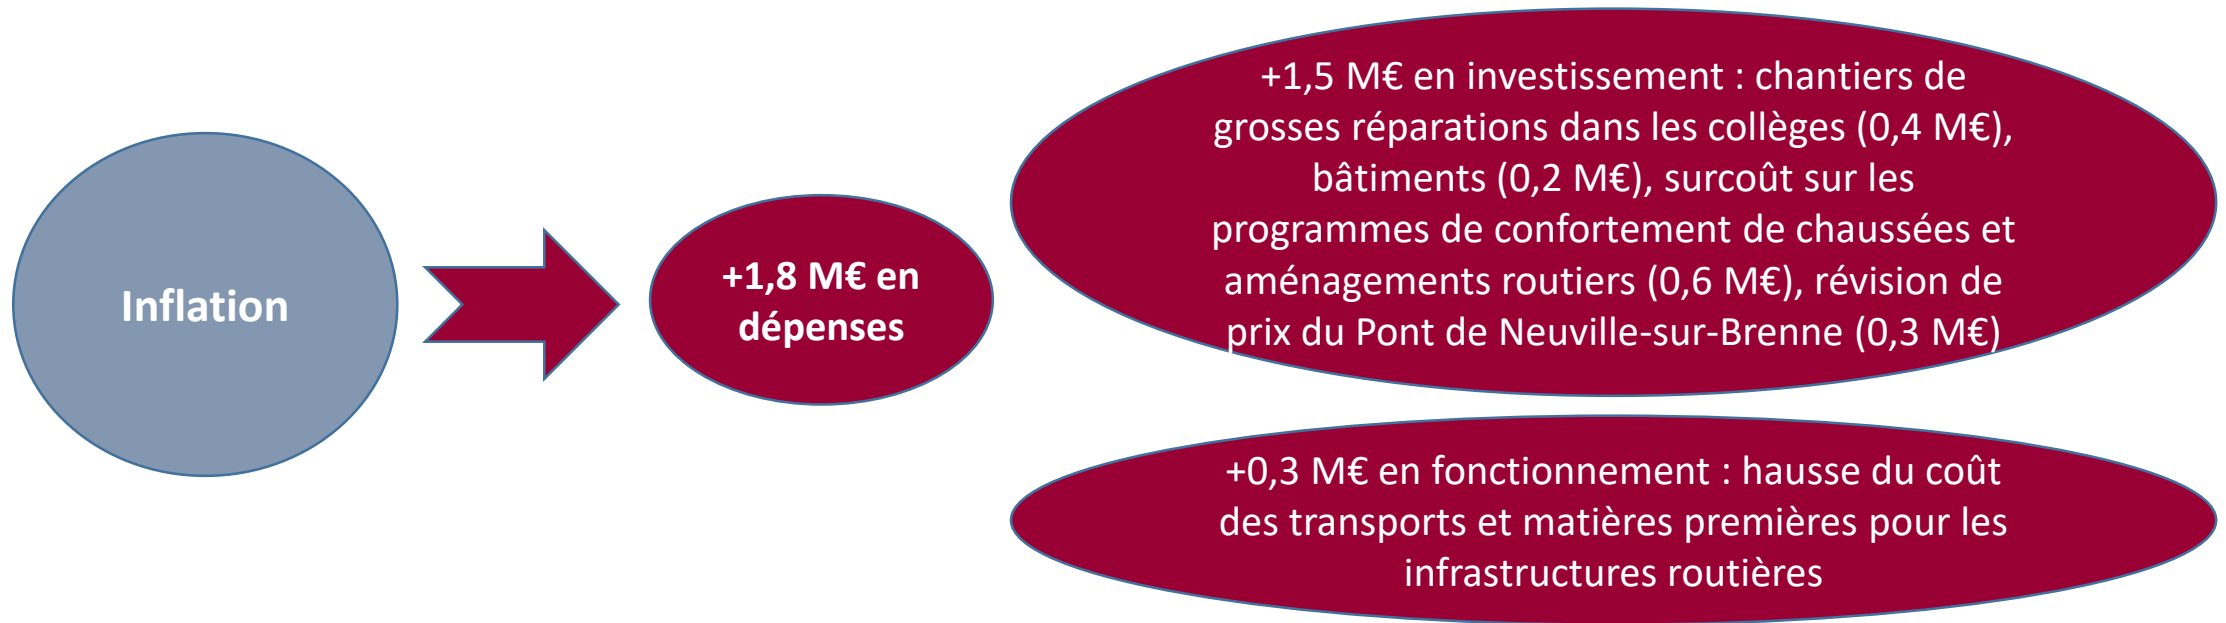 Inflation
+1,8 M€ en
dépenses
+1,5 M€ en investissement : chantiers de
grosses réparations dans les collèges (0,4 M€),
bâtiments (0,2 M€), surcoût sur les
programmes de confortement de chaussées et
aménagements routiers (0,6 M€), révision de
prix du Pont de Neuville-sur-Brenne (0,3 M€)
+0,3 M€ en fonctionnement : hausse du coût
des transports et matières premières pour les
infrastructures routières